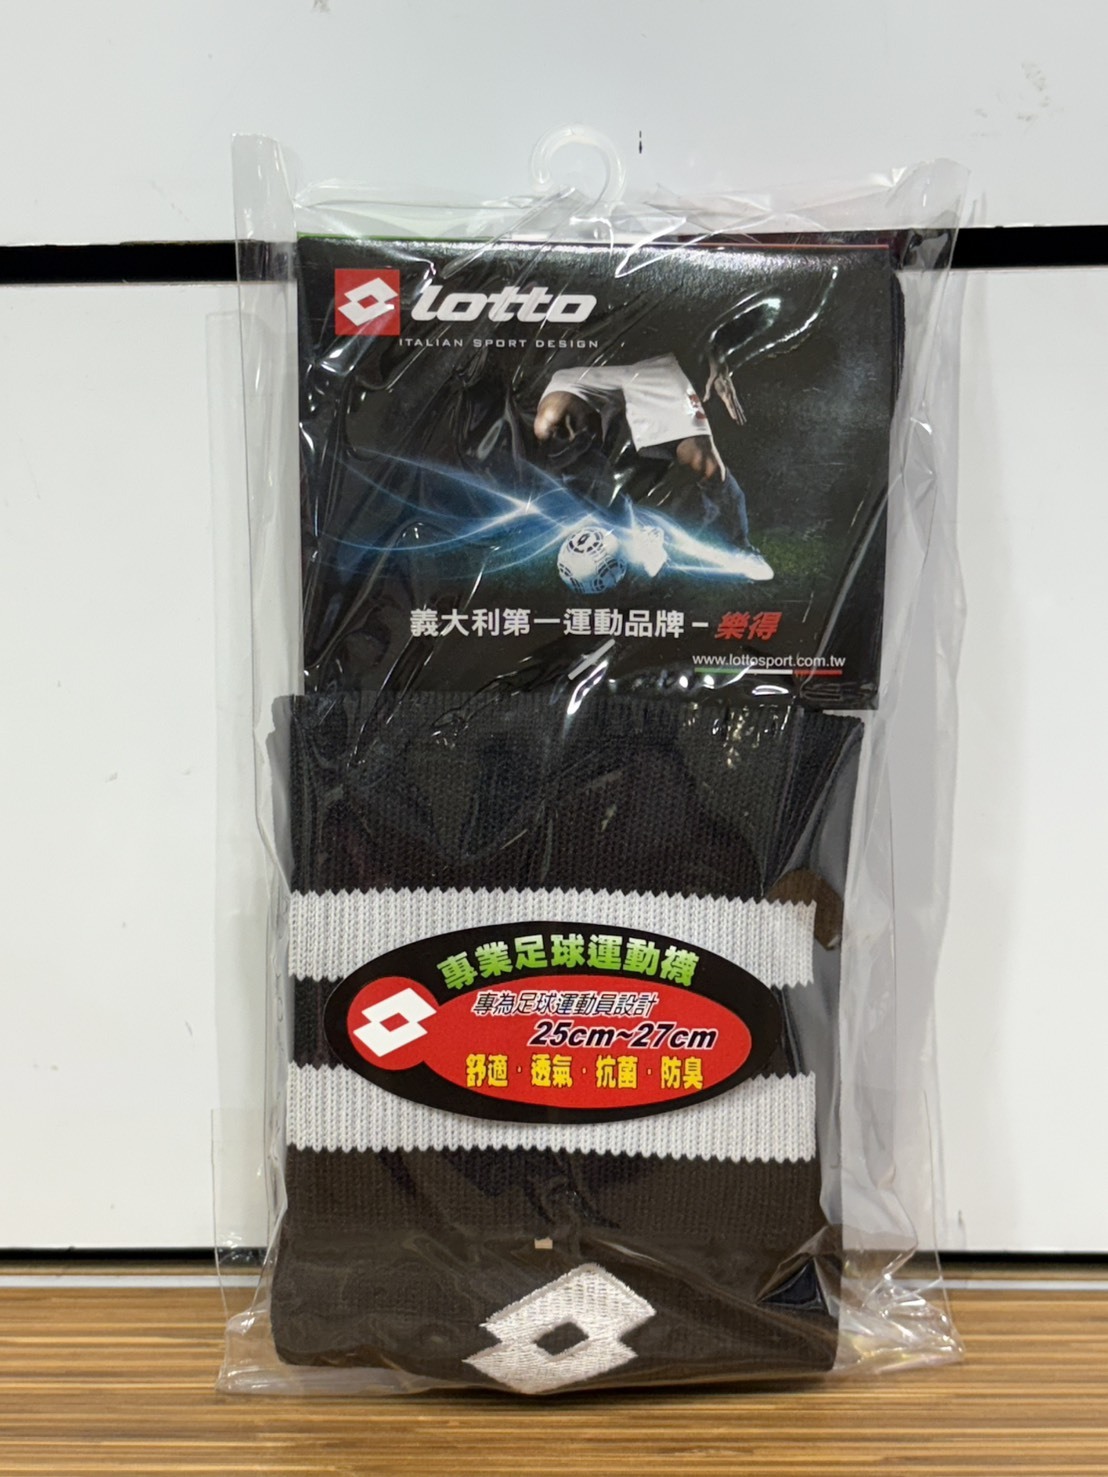 lotto
ITALIAN SPORT DESIGN
義大利第一運動品牌－樂得
www.lottosport.com.tw
專業足球運動襪
專為足球運動員設計
25cm~27cm
舒適·透氣·抗菌·防臭